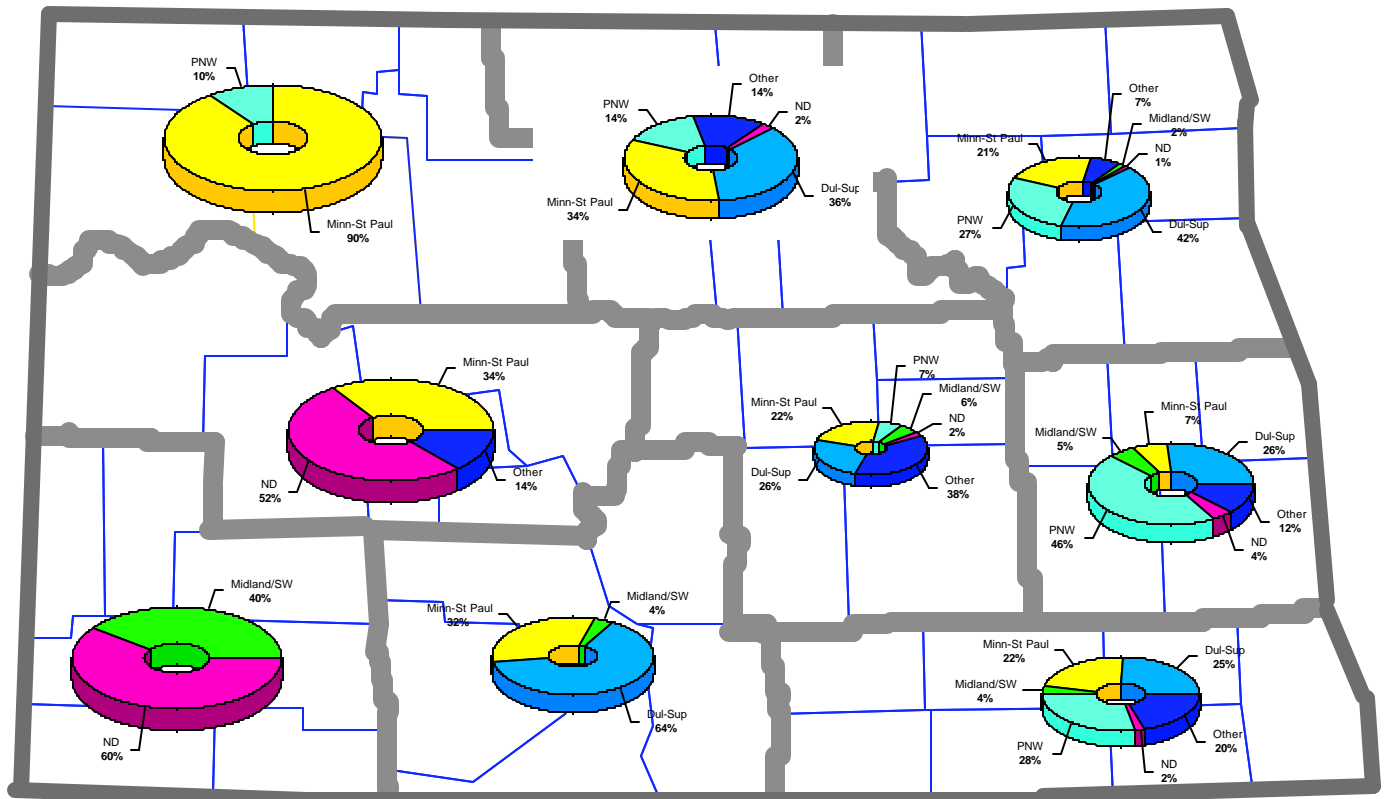 PNW
10%
Minn-St Paul
90%
Other
14%
ND
2%
PNW
14%
Dul-Sup
36%
Minn-St Paul
34%
Other
7%
Midland/SW
2%
ND
1%
Minn-St Paul
21%
PNW
27%
Dul-Sup
42%
Minn-St Paul
34%
ND
52%
Other
14%
PNW
7%
Midland/SW
6%
ND
2%
Minn-St Paul
22%
Dul-Sup
26%
Other
38%
Minn-St Paul
7%
Midland/SW
5%
Dul-Sup
26%
PNW
46%
Other
12%
ND
4%
Midland/SW
40%
ND
60%
Minn-St Paul
32%
Midland/SW
4%
Dul-Sup
64%
Minn-St Paul
22%
Dul-Sup
25%
Midland/SW
4%
PNW
28%
Other
20%
ND
2%